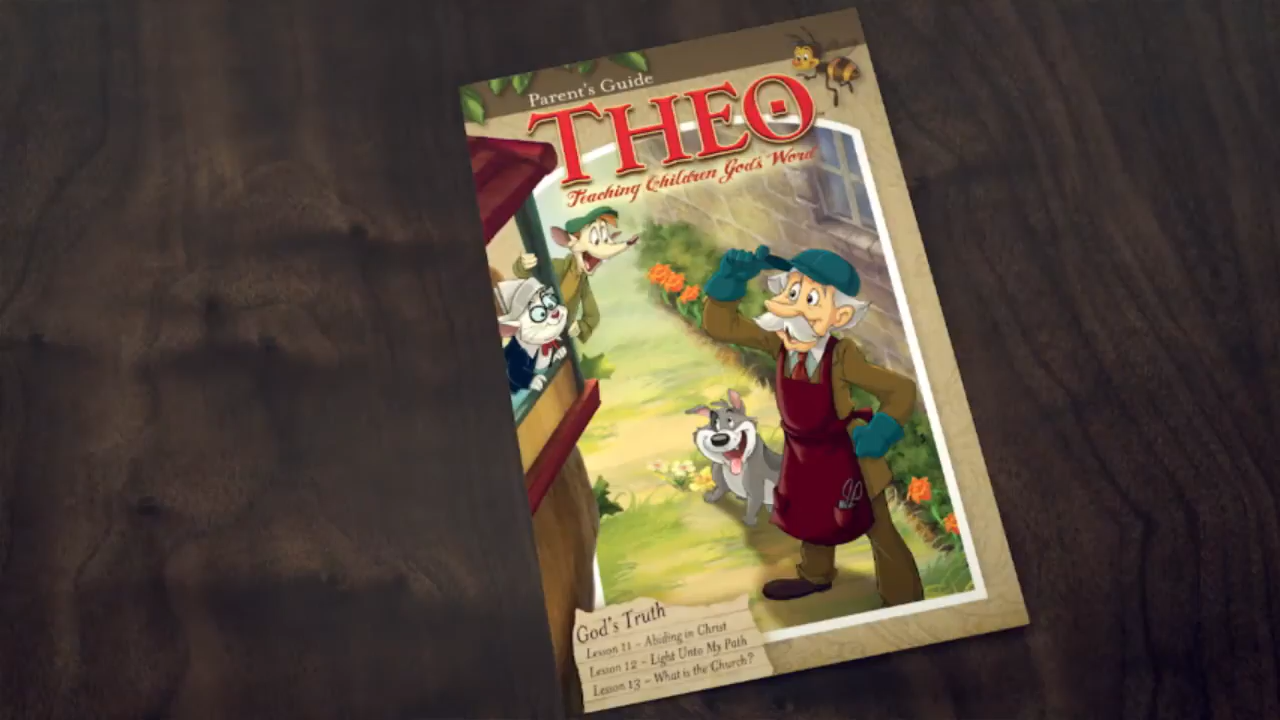 Parent's Guide
THEO
Teaching Children God's Word
God's Truth
Lesson 11 - Abiding in Christ
Lesson 12 - Light Unto My Path
Lesson 13 - What is the Church?